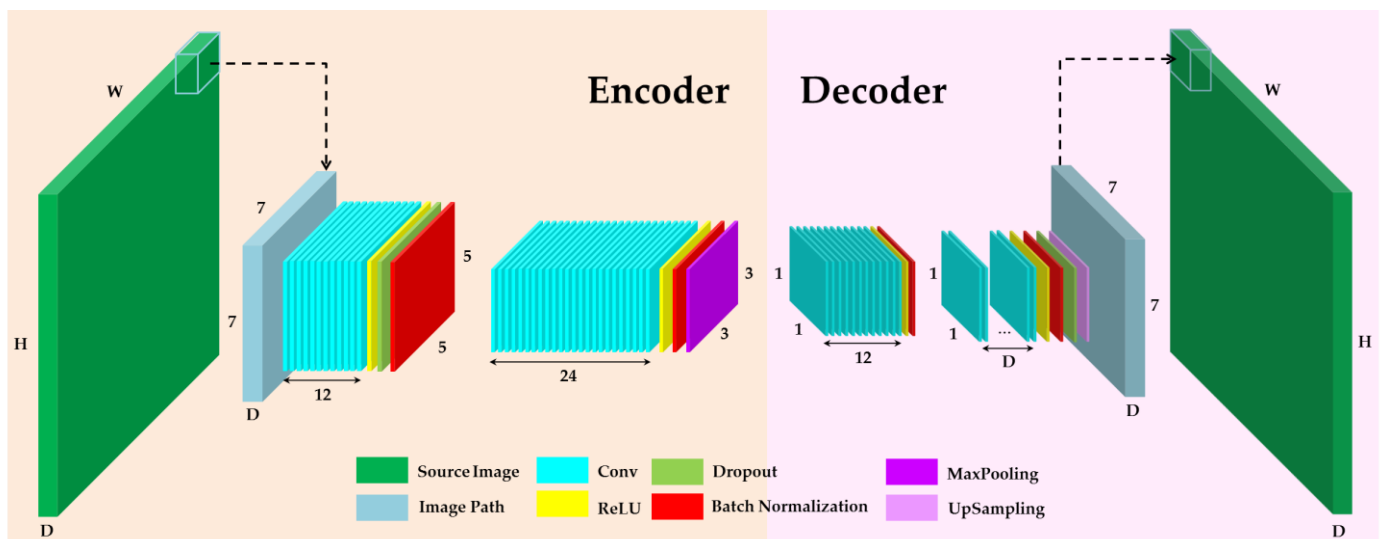 Encoder
Decoder
W
H
D
7
7
D
12
5
5
24
3
3
1
1
12
1
1
...
D
7
7
D
W
H
D
Source Image
Conv
Dropout
MaxPooling
Image Path
ReLU
Batch Normalization
UpSampling